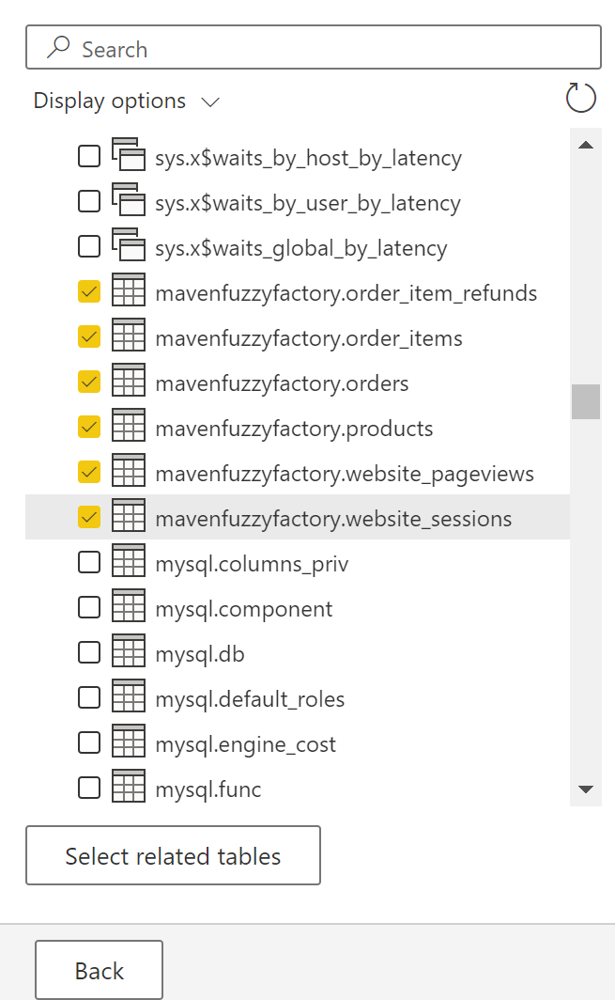 Search
Display options
sys.x$waits_by_host_by_latency
sys.x$waits_by_user_by_latency
sys.x$waits_global_by_latency
mavenfuzzyfactory.order_item_refunds
mavenfuzzyfactory.order_items
mavenfuzzyfactory.orders
mavenfuzzyfactory.products
mavenfuzzyfactory.website_pageviews
mavenfuzzyfactory.website_sessions
mysql.columns_priv
mysql.component
mysql.db
mysql.default_roles
mysql.engine_cost
mysql.func
Select related tables
Back